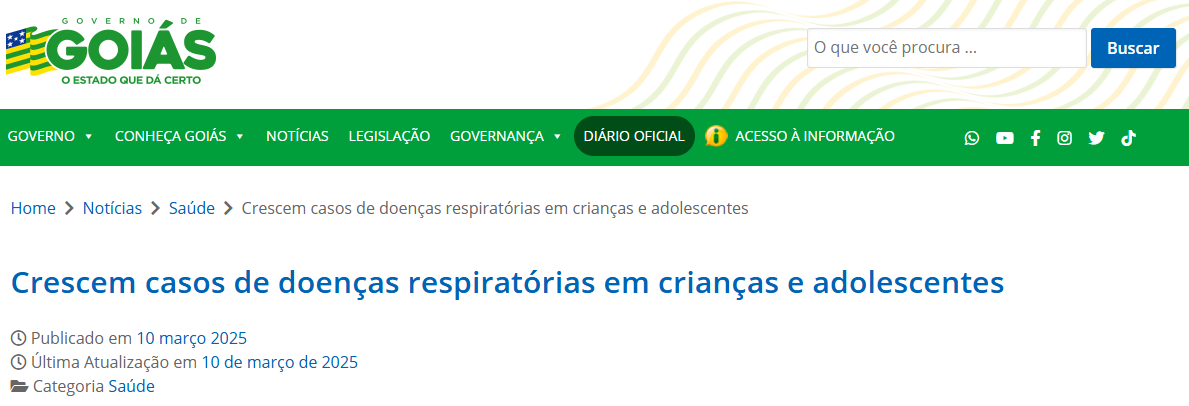 GOVERNO DE
GOIÁS
O ESTADO QUE DÁ CERTO
O que você procura ...
Buscar
GOVERNO CONHEÇA GOIÁS NOTÍCIAS LEGISLAÇÃO GOVERNANÇA DIÁRIO OFICIAL ACESSO À INFORMAÇÃO
Home Notícias Saúde Crescem casos de doenças respiratórias em crianças e adolescentes
Crescem casos de doenças respiratórias em crianças e adolescentes
Publicado em 10 março 2025
Última Atualização em 10 de março de 2025
Categoria Saúde